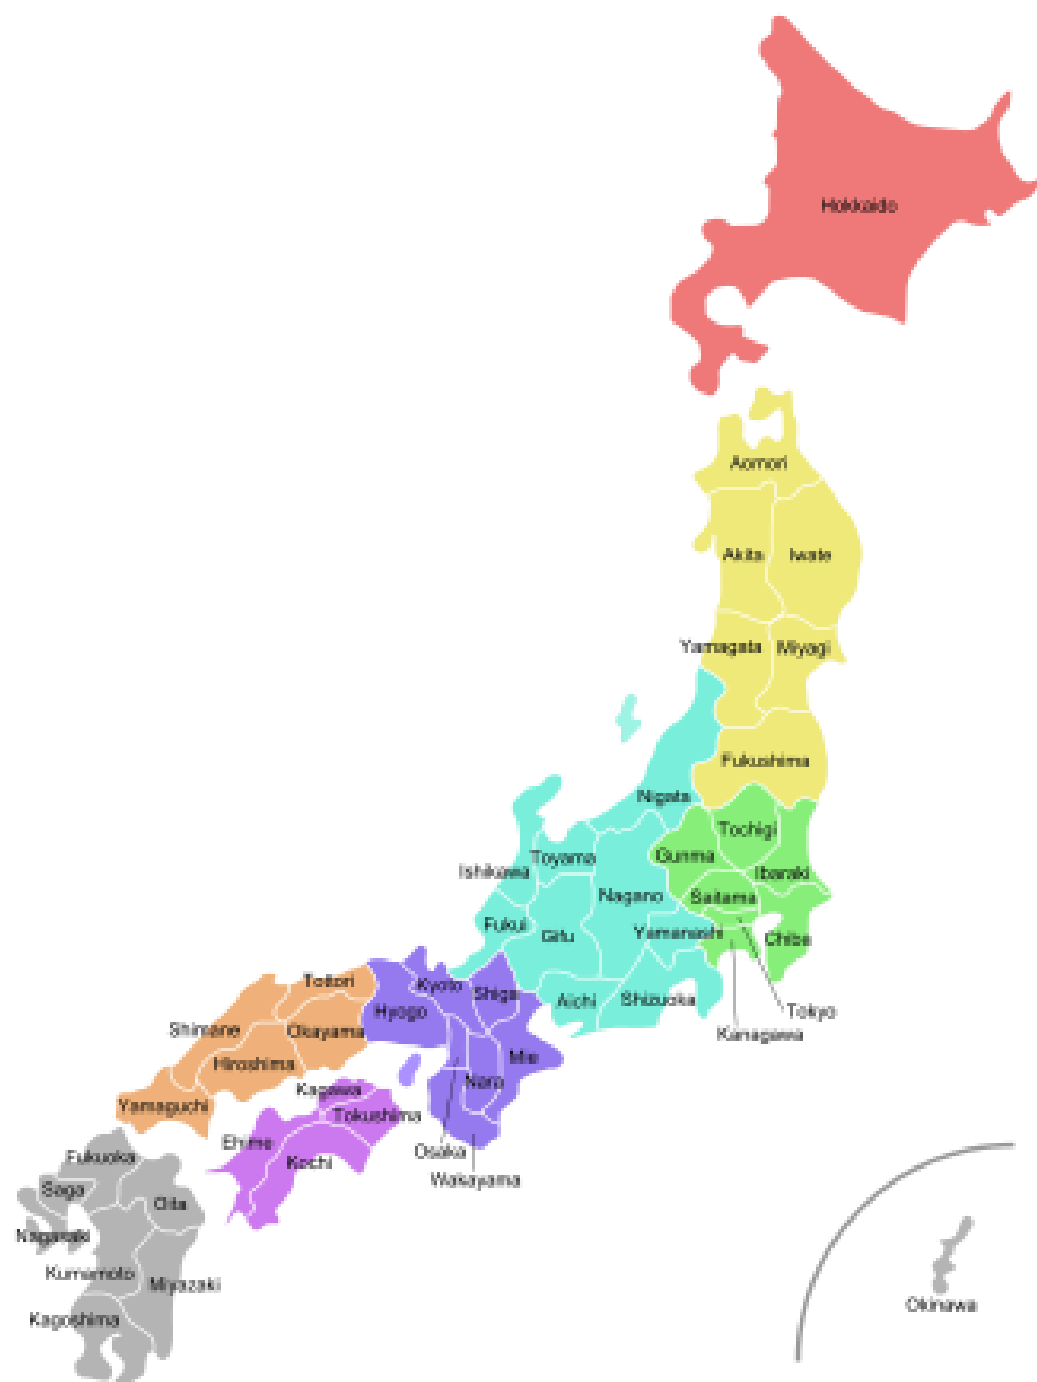 Hokkaido
Aomori
Akita
Iwate
Yamagata
Miyagi
Fukushima
Nigata
Tochigi
Gunma
Toyama
Ishikawa
Ibaraki
Nagano
Saitama
Fukui
Gifu
Yamanashi
Chiba
Tottori
Kyoto
Shiga
Aichi
Shizuoka
Hyogo
Tokyo
Shimane
Okayama
Kanagawa
Hiroshima
Mie
Nara
Kagawa
Yamaguchi
Tokushima
Ehime
Osaka
Fukuoka
Kochi
Wakayama
Saga
Oita
Nagasaki
Kumamoto
Miyazaki
Okinawa
Kagoshima